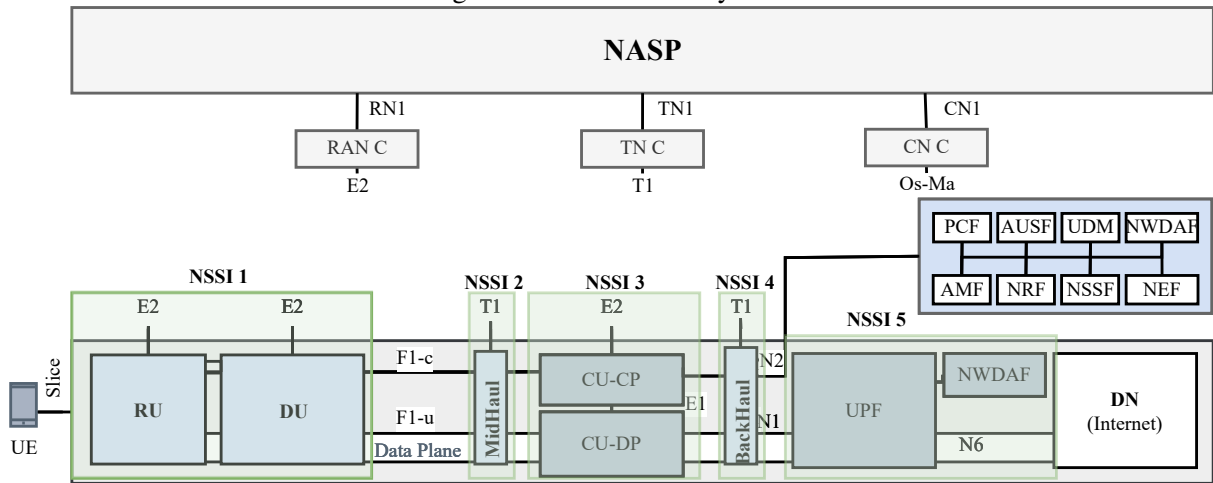 NASP
RN1
TN1
CN1
RAN C
TN C
CN C
E2
T1
Os-Ma
PCF
AUSF
UDM
NWDAF
AMF
NRF
NSSF
NEF
NSSI 1
NSSI 2
NSSI 3
NSSI 4
NSSI 5
E2
E2
T1
E2
T1
Slice
F1-c
N2
RU
DU
MidHaul
CU-CP
BackHaul
UPF
NWDAF
DN
(Internet)
E1
F1-u
N1
CU-DP
UE
Data Plane
N6